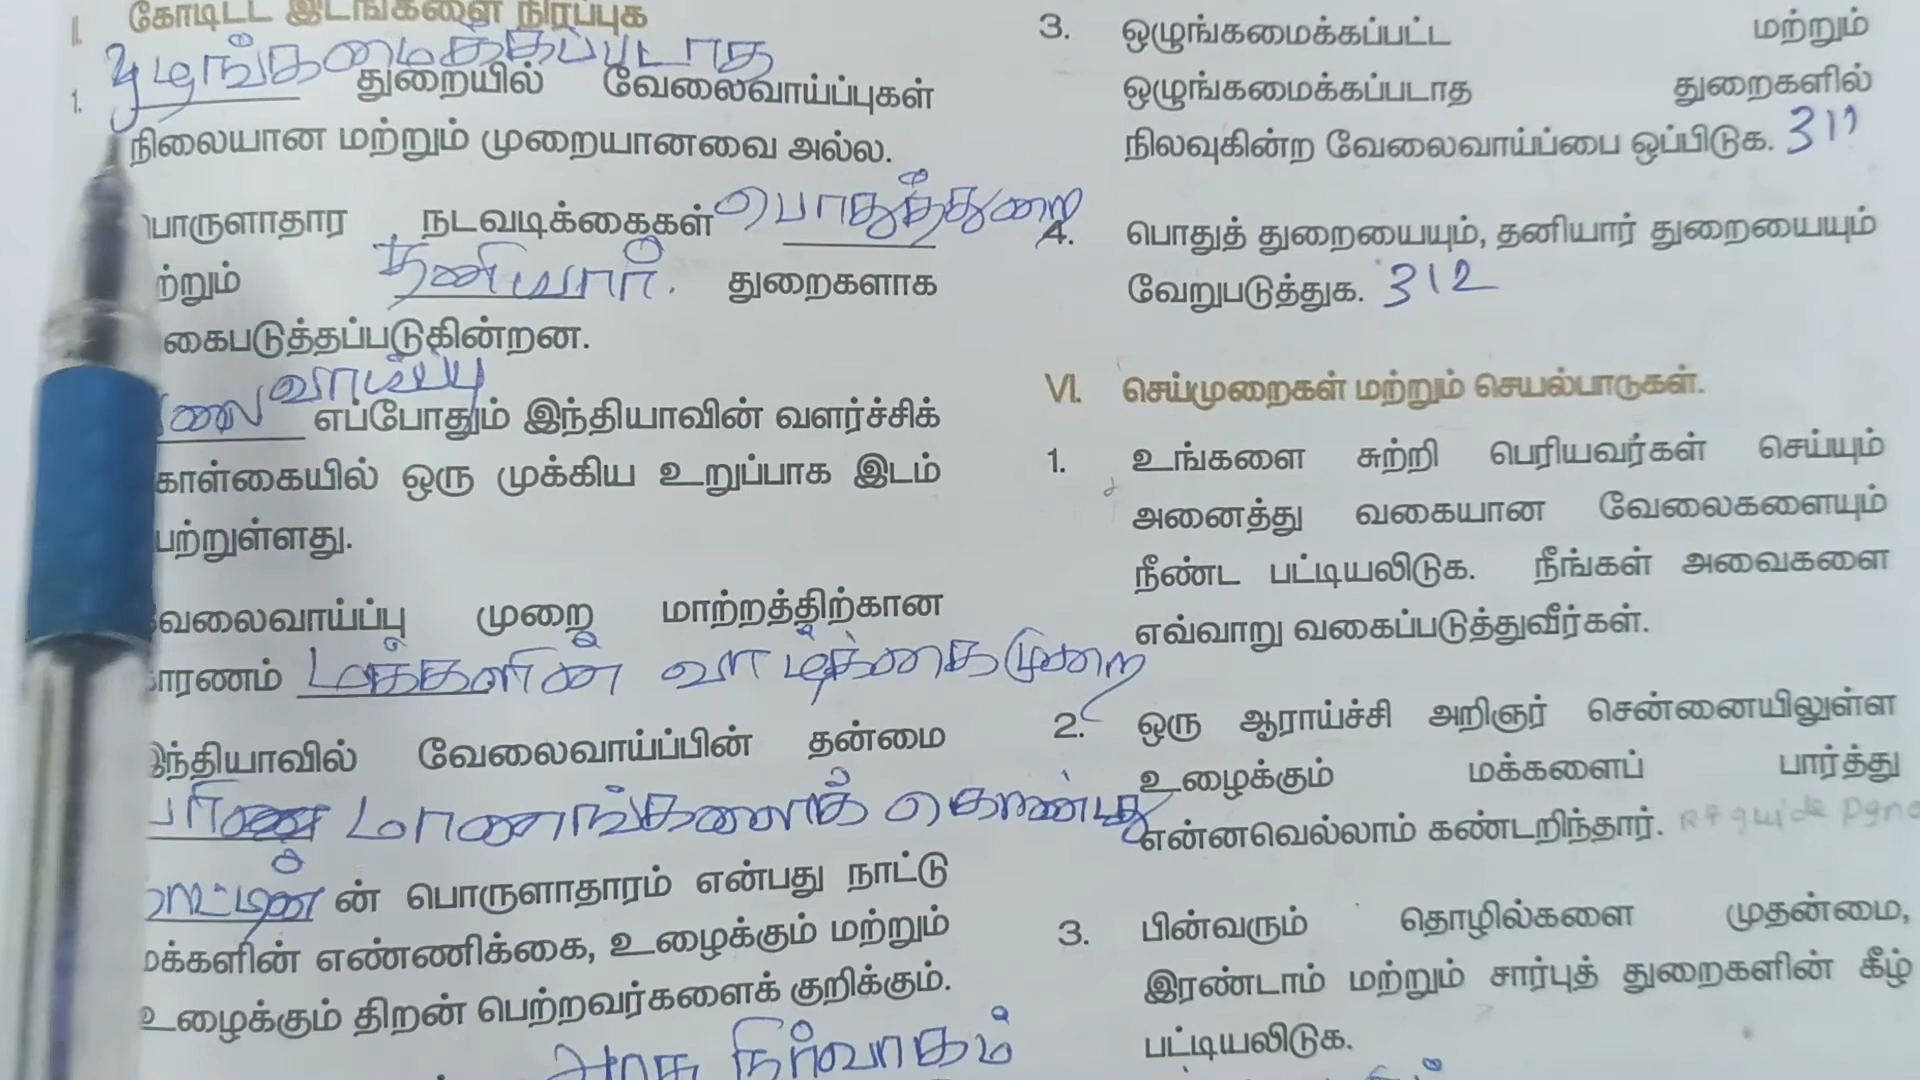 II. கோடிட்ட இடங்களை நிரப்புக
ஒழுங்கமைக்கப்படாத
1. துறையில் வேலைவாய்ப்புகள்
நிலையான மற்றும் முறையானவை அல்ல.
பொருளாதார நடவடிக்கைகள் பொதுத்துறை
ற்றும் தனியார். துறைகளாக
கைபடுத்தப்படுகின்றன.
லை வாய்ப்பு
எப்போதும் இந்தியாவின் வளர்ச்சிக்
காள்கையில் ஒரு முக்கிய உறுப்பாக இடம்
பற்றுள்ளது.
வேலைவாய்ப்பு முறை மாற்றத்திற்கான
ாரணம் மக்களின் வாழ்க்கைமுறை
இந்தியாவில் வேலைவாய்ப்பின் தன்மை
பரிணாமானங்களைக் கொண்டது
நாட்டின் ன் பொருளாதாரம் என்பது நாட்டு
மக்களின் எண்ணிக்கை, உழைக்கும் மற்றும்
உழைக்கும் திறன் பெற்றவர்களைக் குறிக்கும்.
அரசு நிர்வாகம்
3. ஒழுங்கமைக்கப்பட்ட மற்றும்
ஒழுங்கமைக்கப்படாத துறைகளில்
நிலவுகின்ற வேலைவாய்ப்பை ஒப்பிடுக. 311
4. பொதுத் துறையையும், தனியார் துறையையும்
வேறுபடுத்துக. 312
VI. செய்முறைகள் மற்றும் செயல்பாடுகள்.
1. உங்களை சுற்றி பெரியவர்கள் செய்யும்
அனைத்து வகையான வேலைகளையும்
நீண்ட பட்டியலிடுக. நீங்கள் அவைகளை
எவ்வாறு வகைப்படுத்துவீர்கள்.
2. ஒரு ஆராய்ச்சி அறிஞர் சென்னையிலுள்ள
உழைக்கும் மக்களைப் பார்த்து
என்னவெல்லாம் கண்டறிந்தார். guide pgno
3. பின்வரும் தொழில்களை முதன்மை,
இரண்டாம் மற்றும் சார்புத் துறைகளின் கீழ்
பட்டியலிடுக.